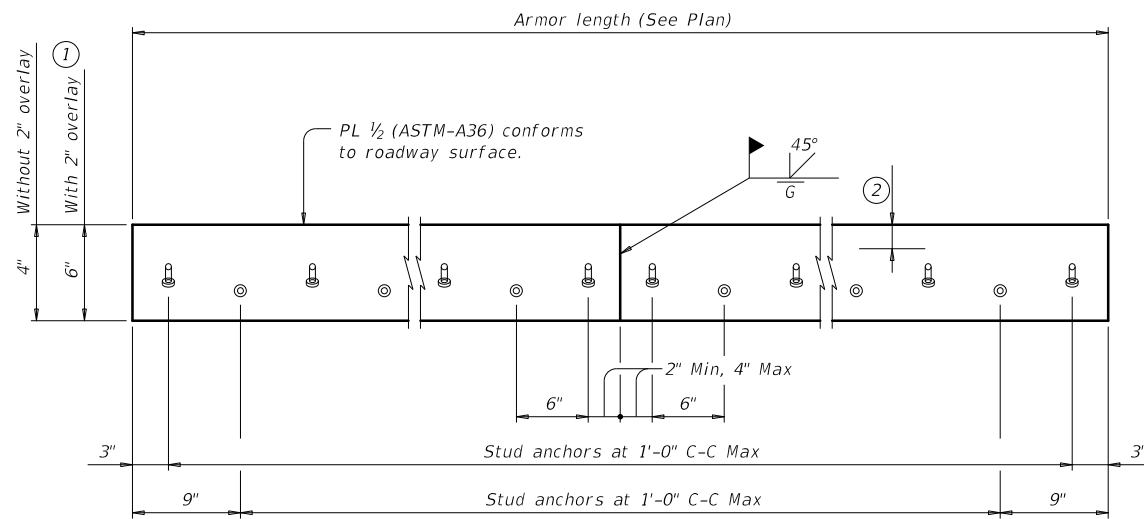 Armor length (See Plan)
Without 2" overlay
1
With 2" overlay
PL ½ (ASTM-A36) conforms
to roadway surface.
45°
G
2
4"
6"
2" Min, 4" Max
6"
6"
3"
Stud anchors at 1'-0" C-C Max
3"
9"
Stud anchors at 1'-0" C-C Max
9"